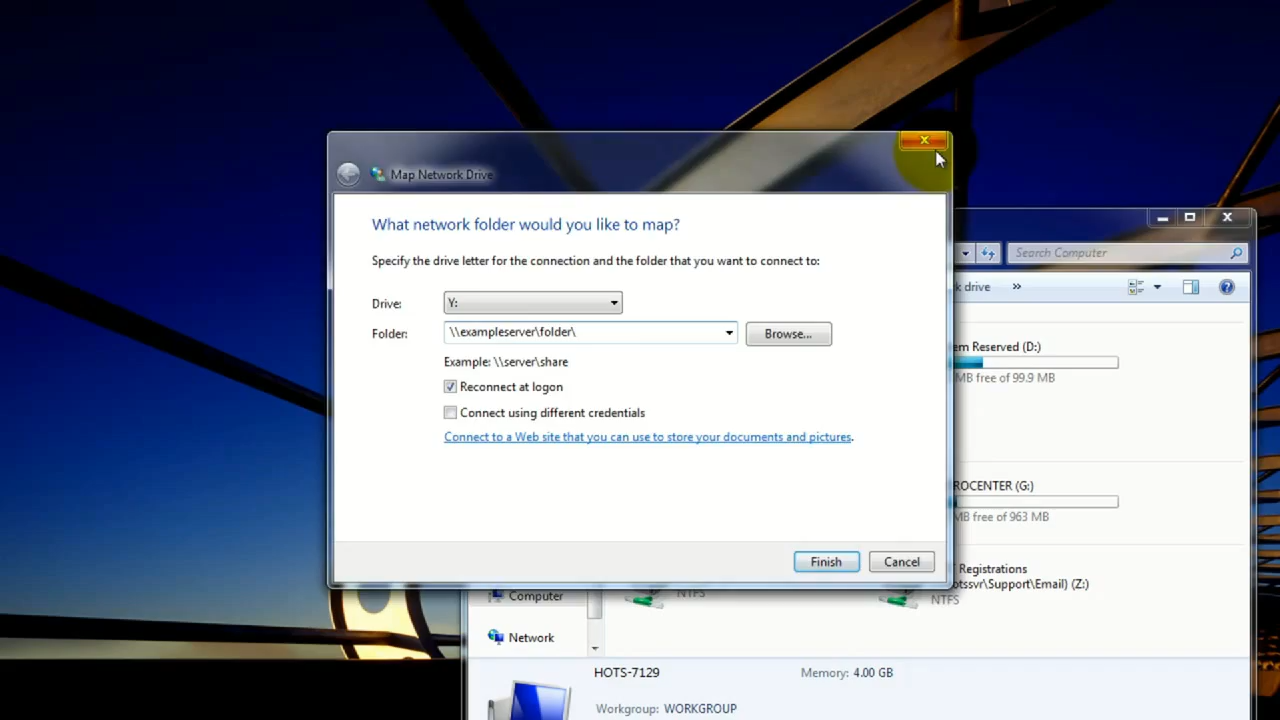 Map Network Drive
What network folder would you like to map?
Specify the drive letter for the connection and the folder that you want to connect to:
Drive: Y:
Folder: \\exampleserver\folder\ Browse...
Example: \\server\share
Reconnect at logon
Connect using different credentials
Connect to a Web site that you can use to store your documents and pictures.
Finish Cancel
Search Computer
k drive »
em Reserved (D:)
MB free of 99.9 MB
ROCENTER (G:)
MB free of 963 MB
Registrations
otssvr\Support\Email) (Z:)
NTFS NTFS
Computer
Network
HOTS-7129 Memory: 4.00 GB
Workgroup: WORKGROUP